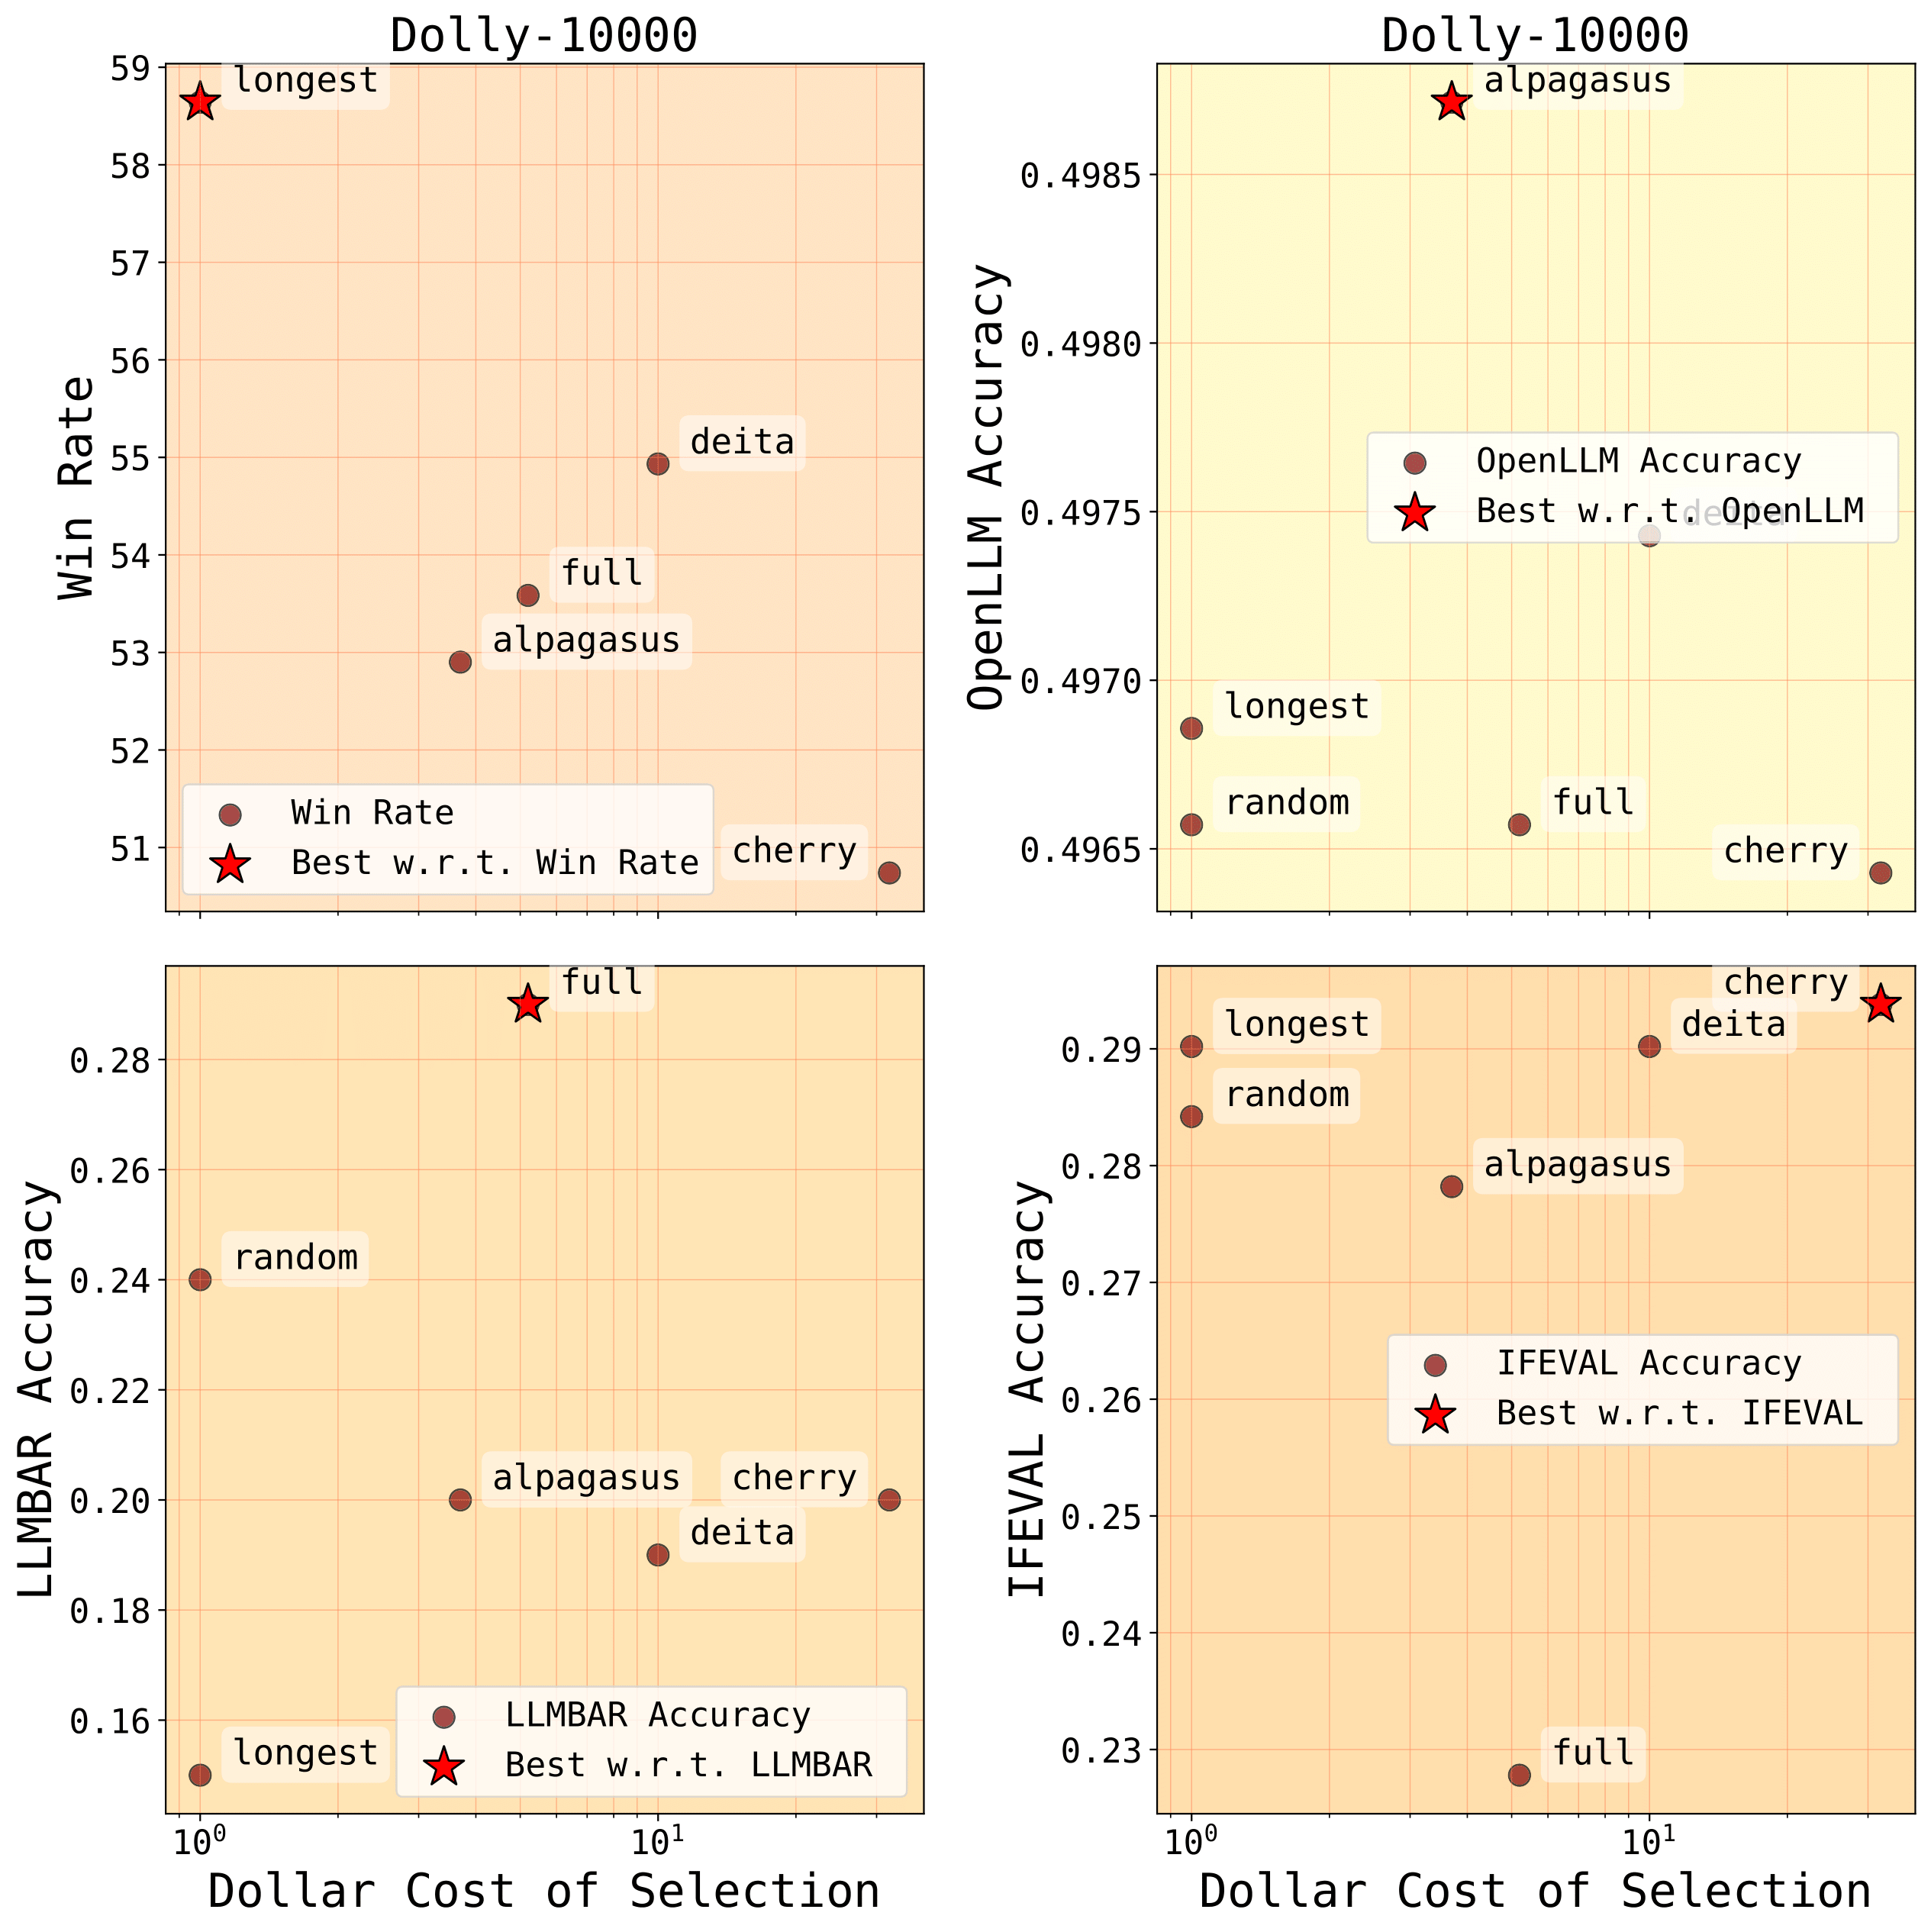 Dolly-10000
Win Rate
59
58
57
56
55
54
53
52
51
longest
deita
full
alpagasus
cherry
Win Rate
Best w.r.t. Win Rate
Dolly-10000
OpenLLM Accuracy
0.4985
0.4980
0.4975
0.4970
0.4965
alpagasus
OpenLLM Accuracy
Best w.r.t. OpenLLM
deita
longest
random
full
cherry
LLMBAR Accuracy
0.28
0.26
0.24
0.22
0.20
0.18
0.16
full
random
alpagasus
cherry
deita
longest
LLMBAR Accuracy
Best w.r.t. LLMBAR
10⁰
10¹
Dollar Cost of Selection
IFEVAL Accuracy
0.29
0.28
0.27
0.26
0.25
0.24
0.23
cherry
longest
deita
random
alpagasus
IFEVAL Accuracy
Best w.r.t. IFEVAL
full
10⁰
10¹
Dollar Cost of Selection